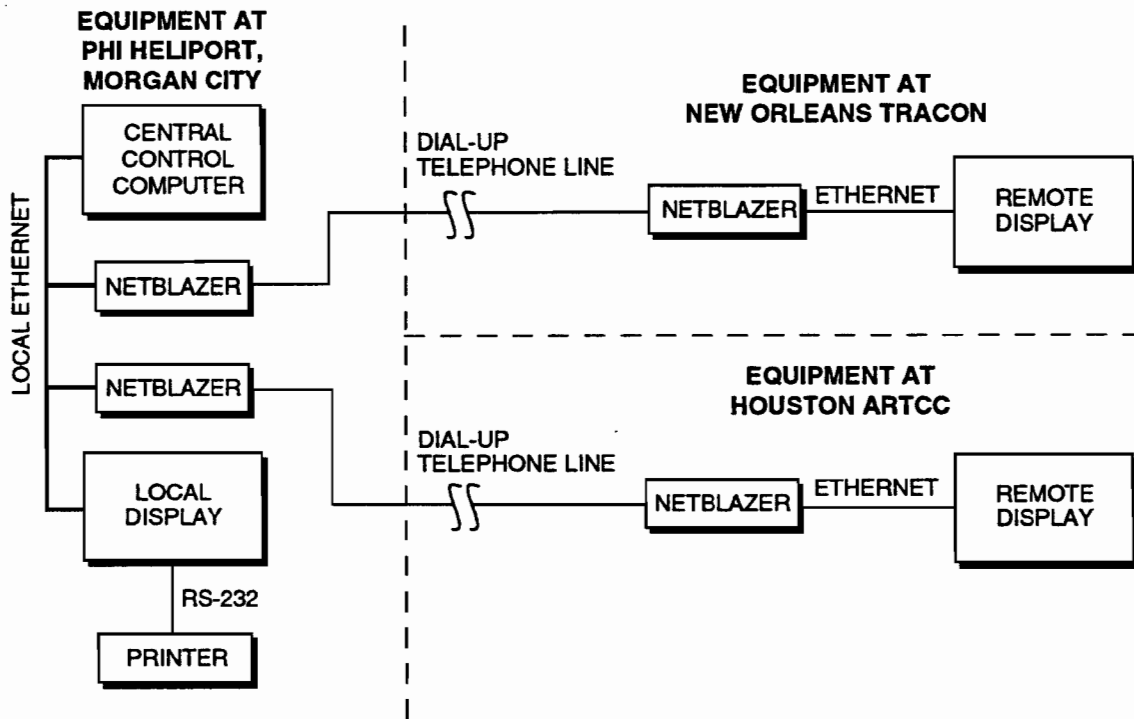 EQUIPMENT AT
PHI HELIPORT,
MORGAN CITY
CENTRAL
CONTROL
COMPUTER
LOCAL ETHERNET
NETBLAZER
NETBLAZER
LOCAL
DISPLAY
RS-232
PRINTER
EQUIPMENT AT
NEW ORLEANS TRACON
DIAL-UP
TELEPHONE LINE
NETBLAZER
ETHERNET
REMOTE
DISPLAY
EQUIPMENT AT
HOUSTON ARTCC
DIAL-UP
TELEPHONE LINE
NETBLAZER
ETHERNET
REMOTE
DISPLAY